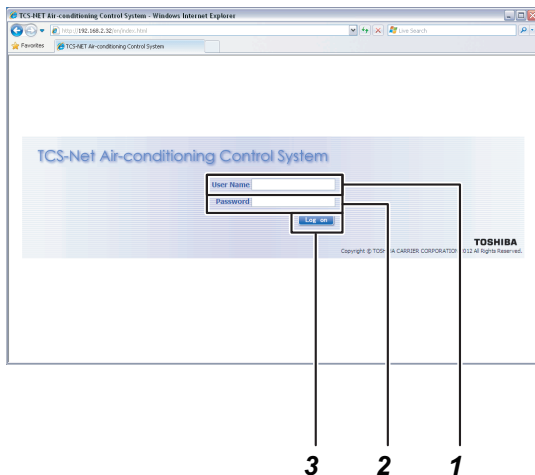 TCS-NET Air-conditioning Control System - Windows Internet Explorer
http://192.168.2.32/en/index.html
Live Search
Favorites TCS-NET Air-conditioning Control System
TCS-Net Air-conditioning Control System
User Name
Password
Log on
TOSHIBA
Copyright © TOSH IA CARRIER CORPORATION 012 All Rights Reserved.
3 2 1